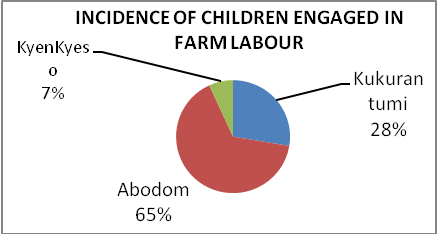 INCIDENCE OF CHILDREN ENGAGED IN
FARM LABOUR
KyenKyes
o
7%
Kukuran
tumi
28%
Abodom
65%